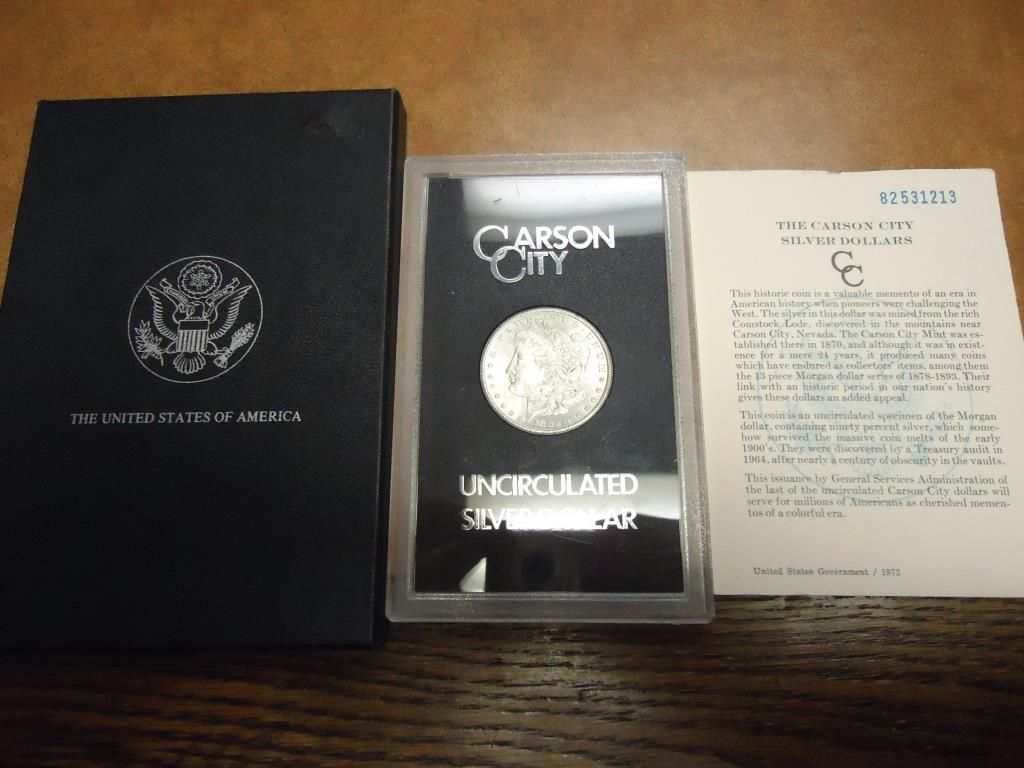 THE UNITED STATES OF AMERICA
CARSON
CITY
UNCIRCULATED
SILVER DOLLAR
82531213
THE CARSON CITY
SILVER DOLLARS
CC
This historic coin is a valuable memento of an era in
American history when pioneers were challenging the
West. The silver in this dollar was mined from the rich
Comstock Lode, discovered in the mountains near
Carson City, Nevada. The Carson City Mint was es-
tablished there in 1870, and although it was in exist-
ence for a mere 24 years, it produced many coins
which have endured as collectors' items, among them
the 13 piece Morgan dollar series of 1878-1893. Their
link with an historic period in our nation's history
gives these dollars an added appeal.
This coin is an uncirculated specimen of the Morgan
dollar, containing ninety percent silver, which some-
how survived the massive coin melts of the early
1900's. They were discovered by a Treasury audit in
1964, after nearly a century of obscurity in the vaults.
This issuance by General Services Administration of
the last of the uncirculated Carson City dollars will
serve for millions of Americans as cherished memen-
tos of a colorful era.
United States Government / 1972